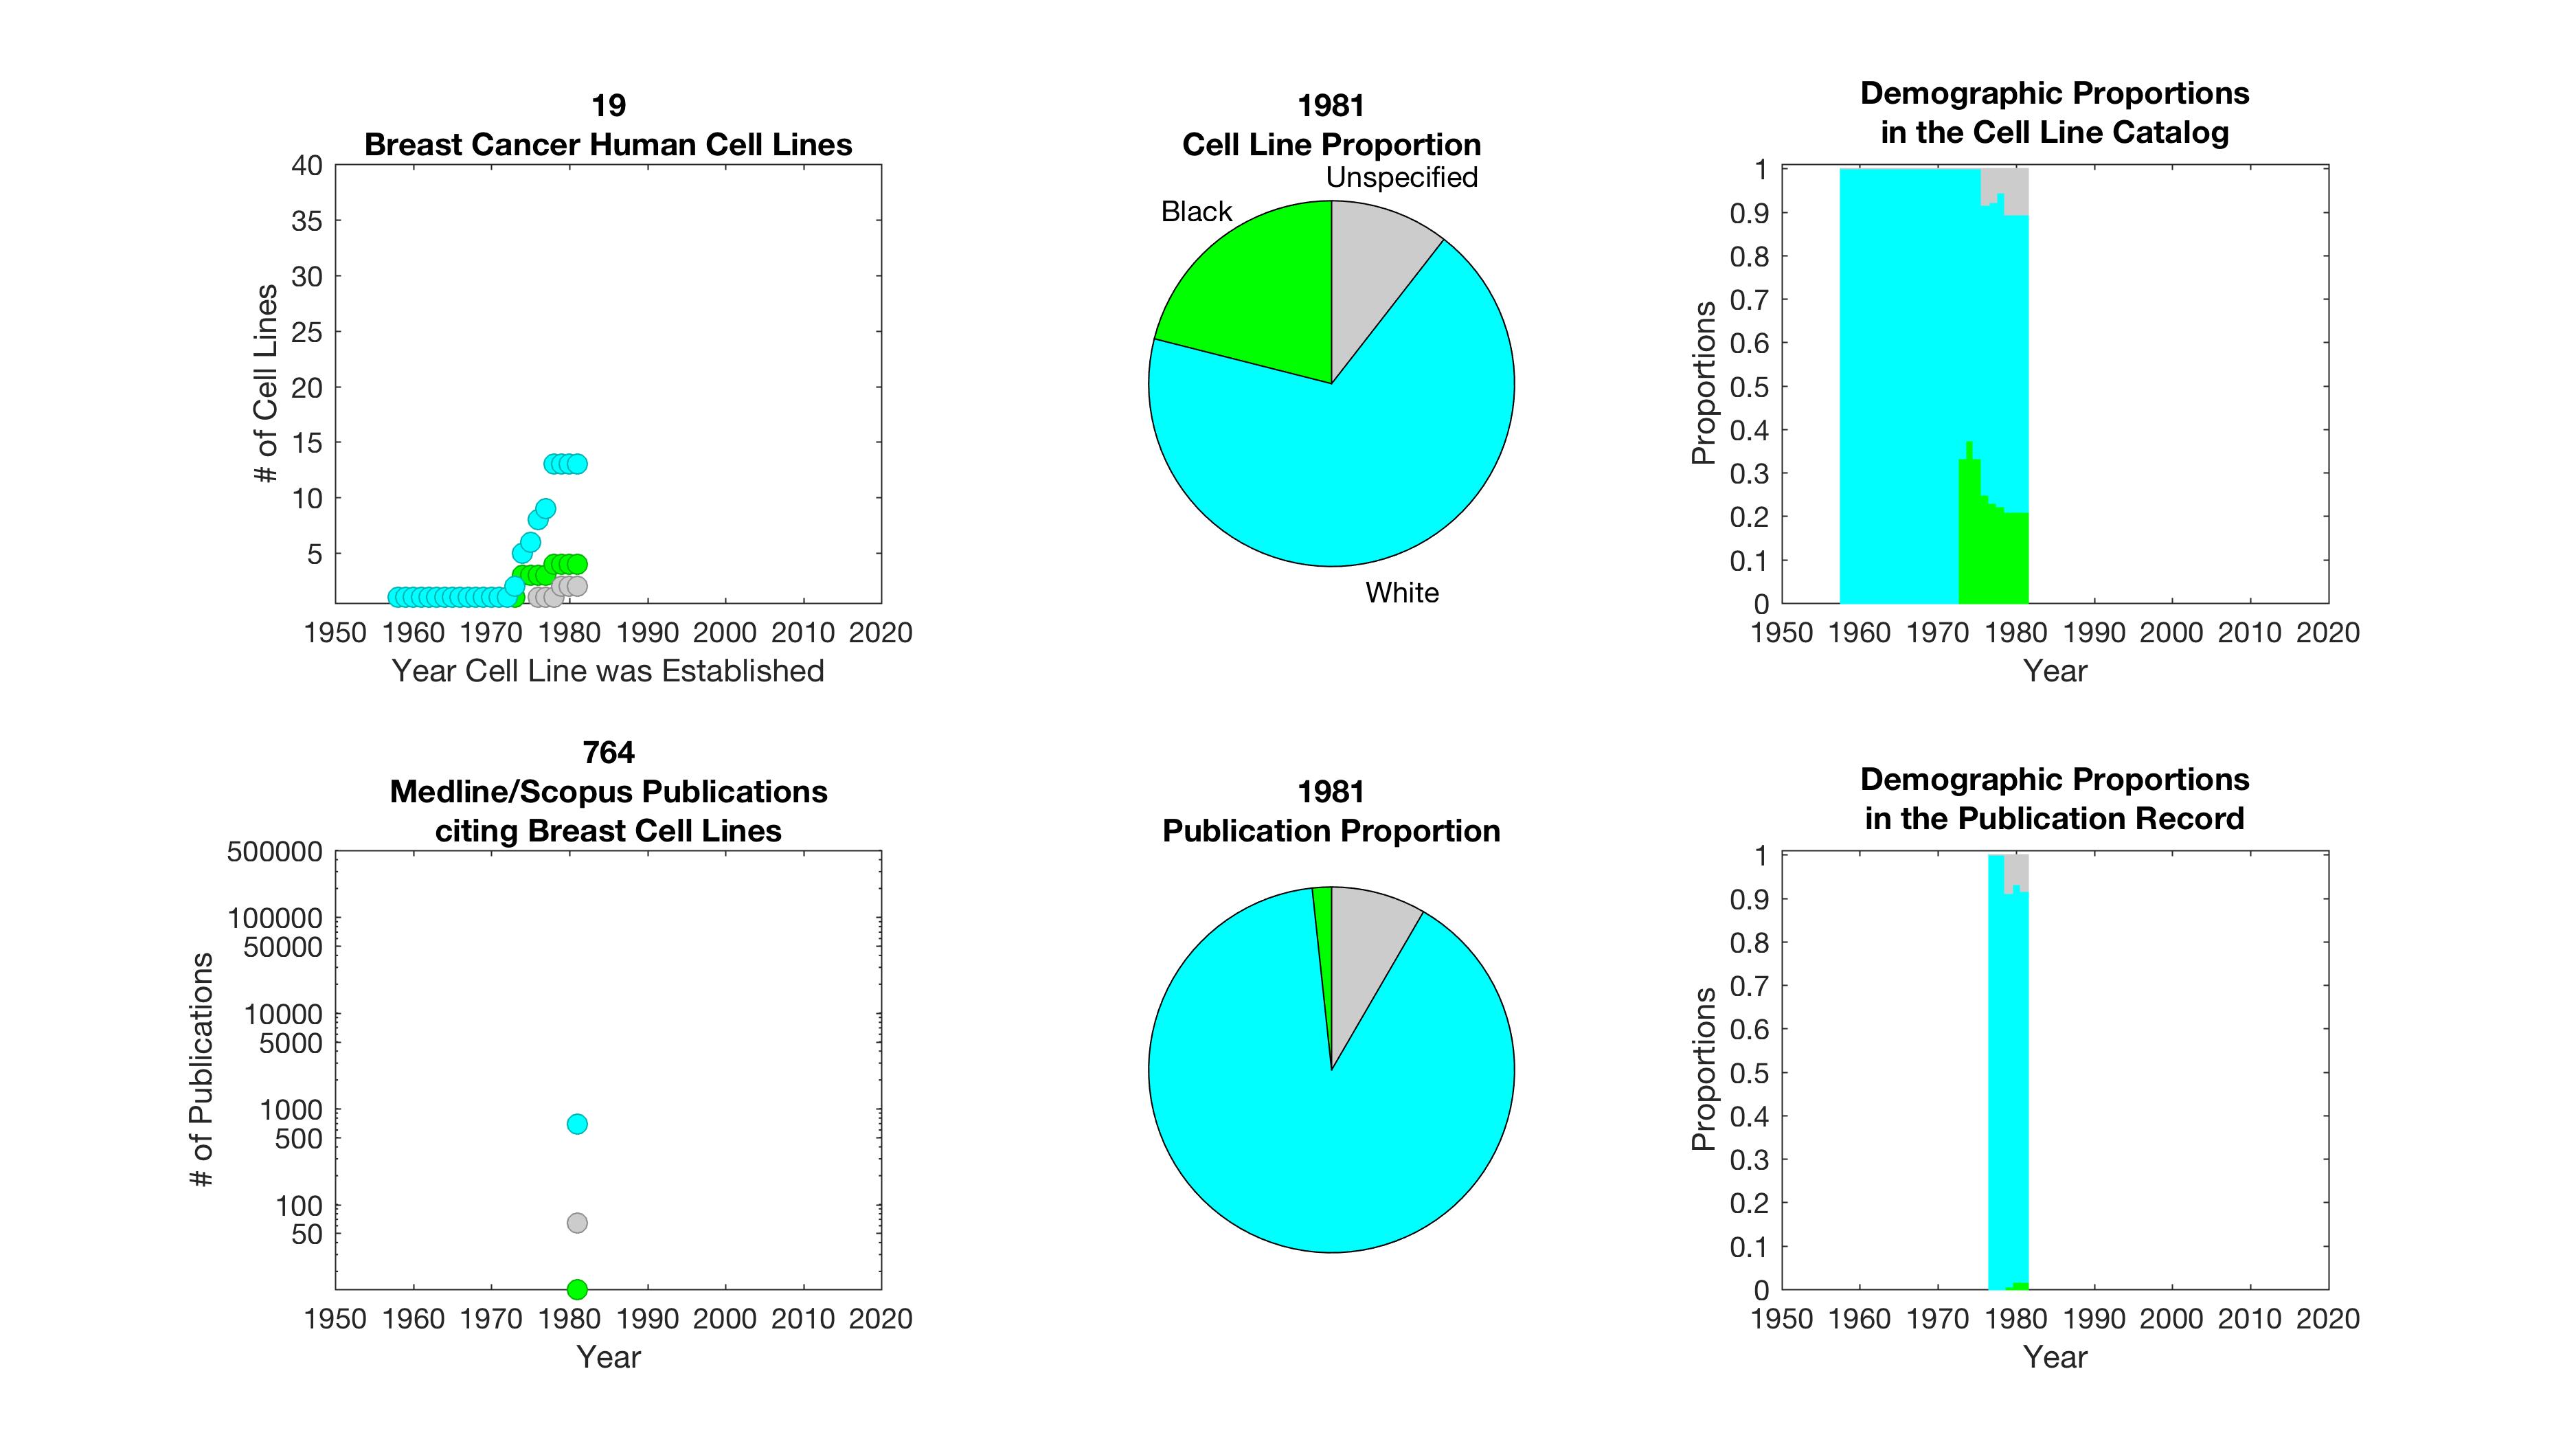 19
Breast Cancer Human Cell Lines
40
35
30
25
20
15
10
5
# of Cell Lines
1950 1960 1970 1980 1990 2000 2010 2020
Year Cell Line was Established
1981
Cell Line Proportion
Unspecified
Black
White
Demographic Proportions
in the Cell Line Catalog
1
0.9
0.8
0.7
0.6
0.5
0.4
0.3
0.2
0.1
0
Proportions
1950 1960 1970 1980 1990 2000 2010 2020
Year
764
Medline/Scopus Publications
citing Breast Cell Lines
500000
100000
50000
10000
5000
1000
500
100
50
# of Publications
1950 1960 1970 1980 1990 2000 2010 2020
Year
1981
Publication Proportion
Demographic Proportions
in the Publication Record
1
0.9
0.8
0.7
0.6
0.5
0.4
0.3
0.2
0.1
0
Proportions
1950 1960 1970 1980 1990 2000 2010 2020
Year